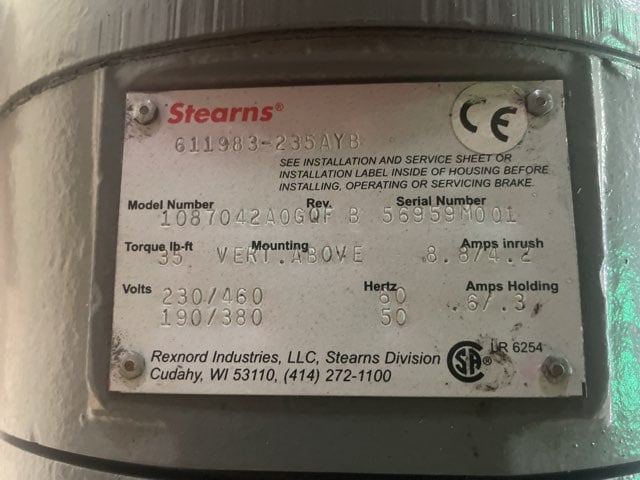 Stearns®
CE
611983-235AYB
SEE INSTALLATION AND SERVICE SHEET OR
INSTALLATION LABEL INSIDE OF HOUSING BEFORE
INSTALLING, OPERATING OR SERVICING BRAKE.
Model Number Rev. Serial Number
1087042A0GQF B 56959M001
Torque lb-ft Mounting Amps inrush
35 VERT.ABOVE 8.8/4.2
Volts Hertz Amps Holding
230/460 60 .6/.3
190/380 50
Rexnord Industries, LLC, Stearns Division
Cudahy, WI 53110, (414) 272-1100
SA® LR 6254